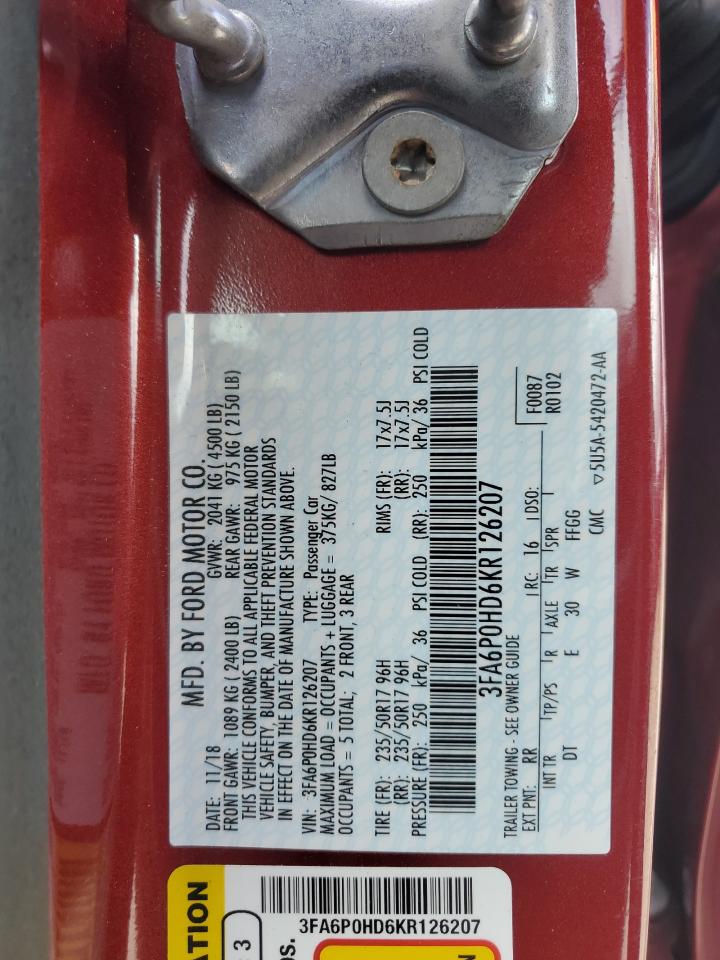 MFD. BY FORD MOTOR CO.
DATE: 11/18 GVWR: 2041 KG ( 4500 LB)
FRONT GAWR: 1089 KG ( 2400 LB) REAR GAWR: 975 KG ( 2150 LB)
THIS VEHICLE CONFORMS TO ALL APPLICABLE FEDERAL MOTOR
VEHICLE SAFETY, BUMPER, AND THEFT PREVENTION STANDARDS
IN EFFECT ON THE DATE OF MANUFACTURE SHOWN ABOVE.
VIN: 3FA6P0HD6KR126207 TYPE: Passenger Car
MAXIMUM LOAD = OCCUPANTS + LUGGAGE = 375KG/ 827LB
OCCUPANTS = 5 TOTAL; 2 FRONT, 3 REAR
TIRE (FR): 235/50R17 96H RIMS (FR): 17x7.5J
(RR): 235/50R17 96H (RR): 17x7.5J
PRESSURE (FR): 250 kPa/ 36 PSI COLD (RR): 250 kPa/ 36 PSI COLD
3FA6P0HD6KR126207
TRAILER TOWING - SEE OWNER GUIDE
F0087
R0102
EXT PNT: RR RC: 16 DSO:
INT TR TP/PS R AXLE TR SPR
DT E 30 W FFGG
CMC ▽5U5A-5420472-AA
ATION
3
3FA6P0HD6KR126207
os.
N